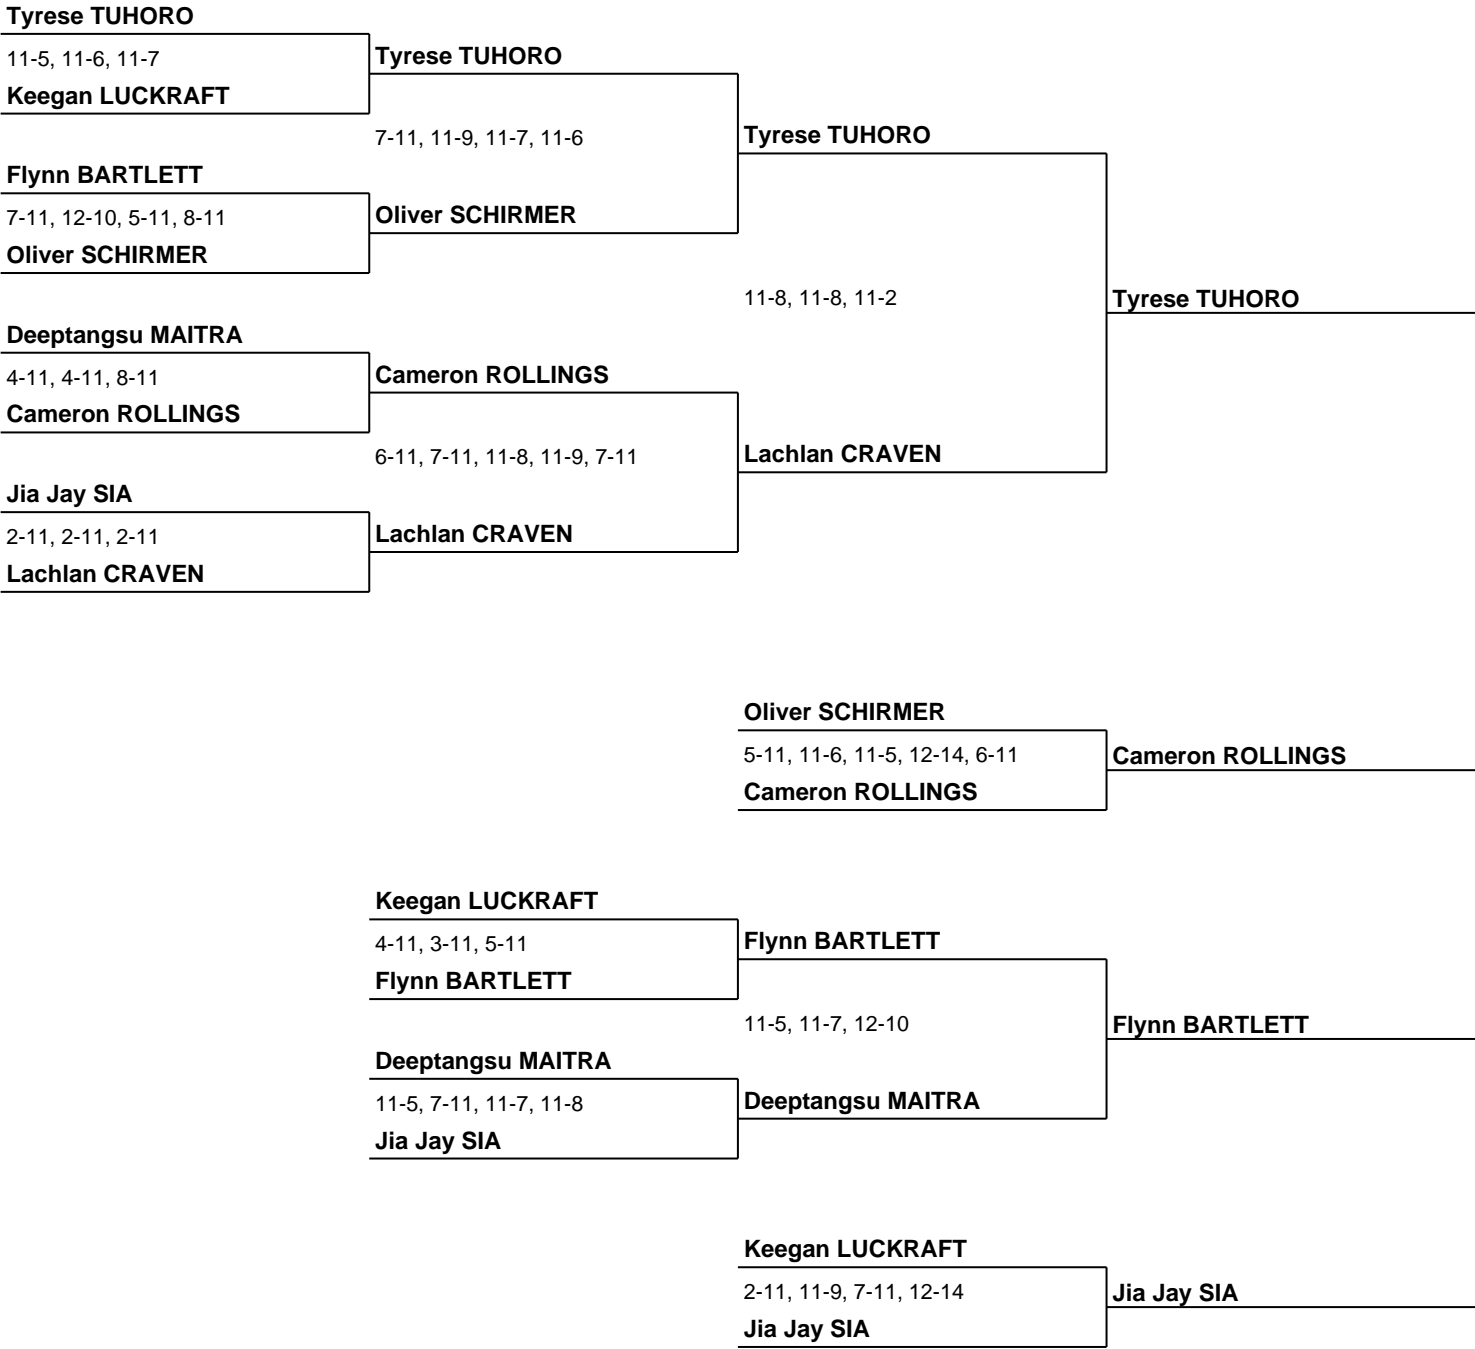 Tyrese TUHORO
11-5, 11-6, 11-7
Keegan LUCKRAFT
Tyrese TUHORO
7-11, 11-9, 11-7, 11-6
Tyrese TUHORO
Flynn BARTLETT
7-11, 12-10, 5-11, 8-11
Oliver SCHIRMER
Oliver SCHIRMER
11-8, 11-8, 11-2
Tyrese TUHORO
Deeptangsu MAITRA
4-11, 4-11, 8-11
Cameron ROLLINGS
Cameron ROLLINGS
6-11, 7-11, 11-8, 11-9, 7-11
Lachlan CRAVEN
Jia Jay SIA
2-11, 2-11, 2-11
Lachlan CRAVEN
Lachlan CRAVEN
Oliver SCHIRMER
5-11, 11-6, 11-5, 12-14, 6-11
Cameron ROLLINGS
Cameron ROLLINGS
Keegan LUCKRAFT
4-11, 3-11, 5-11
Flynn BARTLETT
Flynn BARTLETT
11-5, 11-7, 12-10
Flynn BARTLETT
Deeptangsu MAITRA
11-5, 7-11, 11-7, 11-8
Jia Jay SIA
Deeptangsu MAITRA
Keegan LUCKRAFT
2-11, 11-9, 7-11, 12-14
Jia Jay SIA
Jia Jay SIA